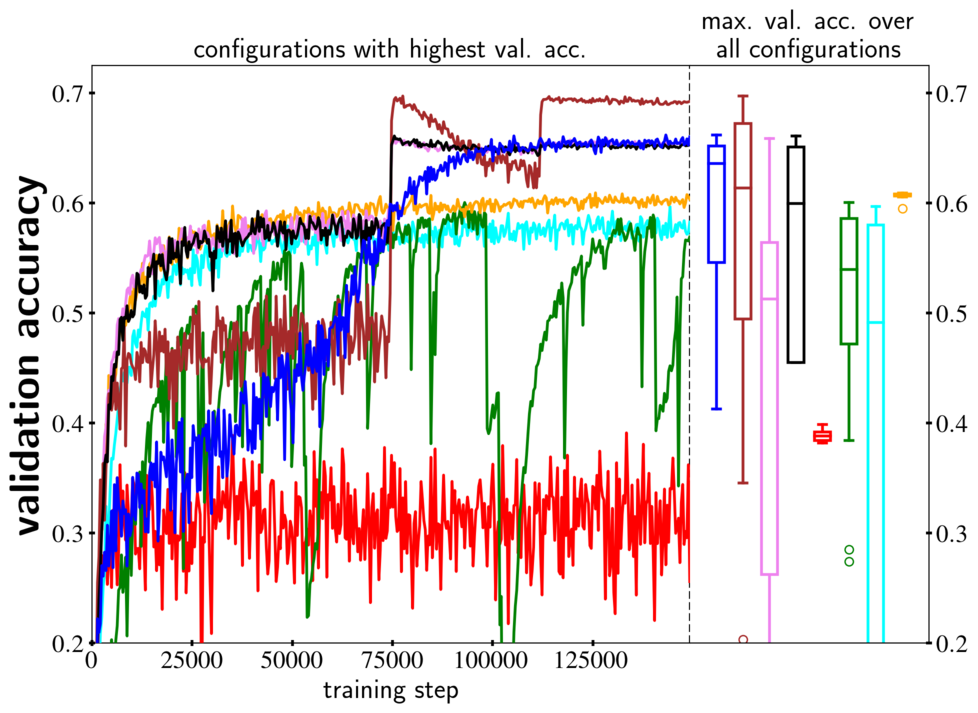 max. val. acc. over
configurations with highest val. acc.
all configurations
0.7
0.7
0.6
0.6
0.5
0.5
0.4
0.4
0.3
0.3
0.2
0.2
validation accuracy
0 25000 50000 75000 100000 125000
training step